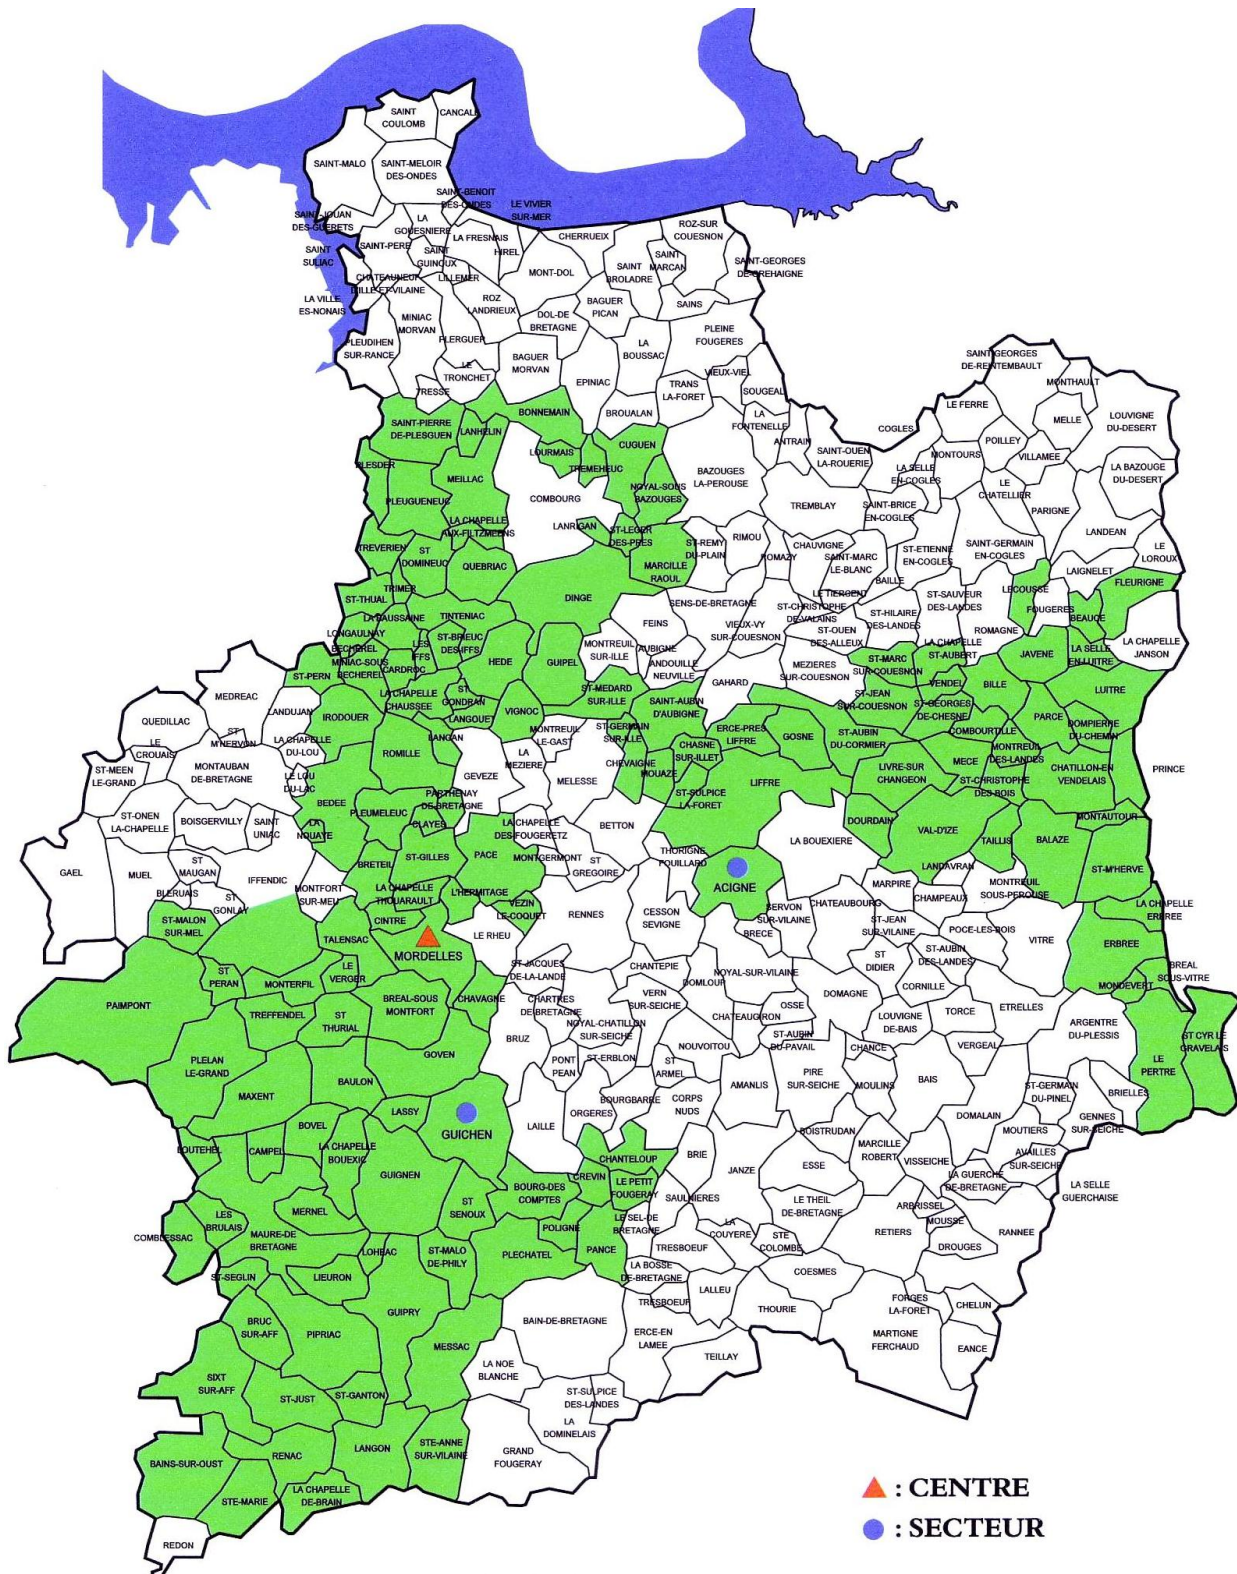 SAINT
COULOMB
CANCALE
SAINT-MALO
SAINT-MELOIR
DES-ONDES
SAINT-BENOIT
DES-ONDES
LE VIVIER
SUR-MER
SAINT-JOUAN
DES-GUERETS
LA
GOUESNIERE
LA FRESNAIS
HIREL
CHERRUEIX
ROZ-SUR
COUESNON
SAINT-PERE
SAINT
GUINOUX
SAINT
SULIAC
SAINT
MARCAN
SAINT
BROLADRE
SAINT-GEORGES
DE-GREHAIGNE
CHATEAUNEUF
D'ILLE-ET-VILAINE
LILLEMER
MONT-DOL
LA VILLE
ES-NONAIS
ROZ
LANDRIEUX
BAGUER
PICAN
SAINS
MINIAC
MORVAN
DOL-DE
BRETAGNE
PLEINE
FOUGERES
PLEUDIHEN
SUR-RANCE
PLERGUER
LA
BOUSSAC
BAGUER
MORVAN
LE
TRONCHET
EPINIAC
VIEUX-VIEL
TRANS
LA-FORET
SOUGEAL
TRESSE
SAINT-GEORGES
DE-REINTEMBAULT
MONTHAULT
LE FERRE
MELLE
LOUVIGNE
DU-DESERT
BONNEMAIN
BROUALAN
LA
FONTENELLE
COGLES
SAINT-PIERRE
DE-PLESGUEN
LANHELIN
CUGUEN
ANTRAIN
SAINT-OUEN
LA-ROUERIE
POILLEY
MONTOURS
VILLAMEE
LOURMAIS
TREMEHEUC
PLESDER
MEILLAC
BAZOUGES
LA-PEROUSE
LA SELLE
EN-COGLES
LA BAZOUGE
DU-DESERT
NOYAL-SOUS
BAZOUGES
LE
CHATELLIER
PLEUGUENEUC
COMBOURG
TREMBLAY
SAINT-BRICE
EN-COGLES
PARIGNE
LA CHAPELLE
AUX-FILTZMEENS
LANRIGAN
ST-LEGER
DES-PRES
ST-REMY
DU-PLAIN
RIMOU
LANDEAN
TREVERIEN
ST
DOMINEUC
QUEBRIAC
MARCILLE
RAOUL
ROMAZY
CHAUVIGNE
SAINT-MARC
LE-BLANC
ST-ETIENNE
EN-COGLES
SAINT-GERMAIN
EN-COGLES
LE
LOROUX
BAILLE
LAIGNELET
FLEURIGNE
TRIMER
ST-THUAL
DINGE
SENS-DE-BRETAGNE
LE TIERCENT
ST-CHRISTOPHE
DE-VALAINS
ST-HILAIRE
DES-LANDES
ST-SAUVEUR
DES-LANDES
LECOUSSE
FOUGERES
BEAUCE
LA BAUSSAINE
TINTENIAC
FEINS
VIEUX-VY
SUR-COUESNON
ST-OUEN
DES-ALLEUX
ROMAGNE
LONGAULNAY
BECHEREL
LES
IFFS
ST-BRIEUC
DES-IFFS
MONTREUIL
SUR-ILLE
AUBIGNE
LA CHAPELLE
ST-AUBERT
JAVENE
LA SELLE
EN-LUITRE
LA CHAPELLE
JANSON
MINIAC-SOUS
BECHEREL
CARDROC
HEDE
GUIPEL
ANDOUILLE
NEUVILLE
MEZIERES
SUR-COUESNON
ST-MARC
SUR-COUESNON
ST-PERN
GAHARD
VENDEL
BILLE
LUITRE
MEDREAC
LA CHAPELLE
CHAUSSEE
ST
GONDRAN
ST-MEDARD
SUR-ILLE
SAINT-AUBIN
D'AUBIGNE
ST-JEAN
SUR-COUESNON
ST-GEORGES
DE-CHESNE
LANDUJAN
IRODOUER
LANGOUET
VIGNOC
PARCE
DOMPIERRE
DU-CHEMIN
QUEDILLAC
LE
CROUAIS
ST
M'HERVON
LA CHAPELLE
DU-LOU
LANGAN
MONTREUIL
LE-GAST
ST-GERMAIN
SUR-ILLE
ERCE-PRES
LIFFRE
GOSNE
ST-AUBIN
DU-CORMIER
COMBOURTILLE
ROMILLE
CHASNE
SUR-ILLET
MONTREUIL
DES-LANDES
ST-MEEN
LE-GRAND
MONTAUBAN
DE-BRETAGNE
LE LOU
DU-LAC
GEVEZE
LA
MEZIERE
MELESSE
CHEVAIGNE
MOUAZE
LIFFRE
LIVRE-SUR
CHANGEON
MECE
ST-CHRISTOPHE
DES-BOIS
CHATILLON-EN
VENDELAIS
PRINCE
BEDEE
PLEUMELEUC
PARTHENAY
DE-BRETAGNE
ST-SULPICE
LA-FORET
ST-ONEN
LA-CHAPELLE
BOISGERVILLY
SAINT
UNIAC
LA
NOUAYE
CLAYES
LA CHAPELLE
DES-FOUGERETZ
BETTON
DOURDAIN
VAL-D'IZE
TAILLIS
BALAZE
MONTAUTOUR
LA BOUEXIERE
GAEL
MUEL
ST
MAUGAN
BRETEIL
ST-GILLES
PACE
MONTGERMONT
ST
GREGOIRE
THORIGNE
FOUILLARD
LANDAVRAN
ST-M'HERVE
BLERUAIS
ST
GONLAY
IFFENDIC
MONTFORT
SUR-MEU
LA CHAPELLE
THOUARAULT
L'HERMITAGE
ACIGNE
MARPIRE
CHAMPEAUX
MONTREUIL
SOUS-PEROUSE
ST-MALON
SUR-MEL
CINTRE
VEZIN
LE-COQUET
RENNES
CESSON
SEVIGNE
SERVON
SUR-VILAINE
CHATEAUBOURG
ST-JEAN
SUR-VILAINE
LA CHAPELLE
ERBREE
TALENSAC
MORDELLES
LE RHEU
BRECE
POCE-LES-BOIS
VITRE
ERBREE
ST
PERAN
MONTERFIL
LE
VERGER
ST-JACQUES
DE-LA-LANDE
CHANTEPIE
DOMLOUP
NOYAL-SUR-VILAINE
ST
DIDIER
ST-AUBIN
DES-LANDES
BREAL
SOUS-VITRE
PAIMPONT
TREFFENDEL
BREAL-SOUS
MONTFORT
CHAVAGNE
CHARTRES
DE-BRETAGNE
VERN
SUR-SEICHE
DOMAGNE
CORNILLE
MONDEVERT
ST
THURIAL
NOYAL-CHATILLON
SUR-SEICHE
CHATEAUGIRON
OSSE
LOUVIGNE
DE-BAIS
TORCE
ETRELLES
ARGENTRE
DU-PLESSIS
BRUZ
ST-AUBIN
DU-PAVAIL
ST CYR LE
GRAVELAIS
PLELAN
LE-GRAND
GOVEN
PONT
PEAN
ST-ERBLON
NOUVOITOU
CHANCE
VERGEAL
LE
PERTRE
ST
ARMEL
MAXENT
BAULON
BOURGBARRE
AMANLIS
PIRE
SUR-SEICHE
MOULINS
BAIS
ST-GERMAIN
DU-PINEL
BRIELLES
LASSY
ORGERES
CORPS
NUDS
DOMALAIN
GENNES
SUR-SEICHE
BOVEL
GUICHEN
LAILLE
BOISTRUDAN
MOUTIERS
LOUTEHEL
CAMPEL
LA CHAPELLE
BOUEXIC
CHANTELOUP
BRIE
MARCILLE
ROBERT
VISSEICHE
AVAILLES
SUR-SEICHE
GUIGNEN
CREVIN
JANZE
ESSE
LA GUERCHE
DE-BRETAGNE
LA SELLE
GUERCHAISE
BOURG-DES
COMPTES
LE PETIT
FOUGERAY
SAULNIERES
LE THEIL
DE-BRETAGNE
ARBRISSEL
ST
SENOUX
MERNEL
LES
BRULAIS
LE SEL-DE
BRETAGNE
LA
COUYERE
MOUSSE
RETIERS
RANNEE
COMBLESSAC
MAURE-DE
BRETAGNE
POLIGNE
STE
COLOMBE
LOHEAC
ST-MALO
DE-PHILY
PLECHATEL
PANCE
TRESBOEUF
DROUGES
ST-SEGLIN
LIEURON
LA BOSSE
DE-BRETAGNE
COESMES
LALLEU
TRESBOEUF
THOURIE
FORGES
LA-FORET
CHELUN
GUIPRY
BRUC
SUR-AFF
PIPRIAC
BAIN-DE-BRETAGNE
ERCE-EN
LAMEE
MARTIGNE
FERCHAUD
EANCE
MESSAC
TEILLAY
SIXT
SUR-AFF
LA NOE
BLANCHE
ST-JUST
ST-GANTON
ST-SULPICE
DES-LANDES
LA
DOMINELAIS
BAINS-SUR-OUST
RENAC
LANGON
STE-ANNE
SUR-VILAINE
GRAND
FOUGERAY
STE-MARIE
LA CHAPELLE
DE-BRAIN
REDON
: CENTRE
: SECTEUR